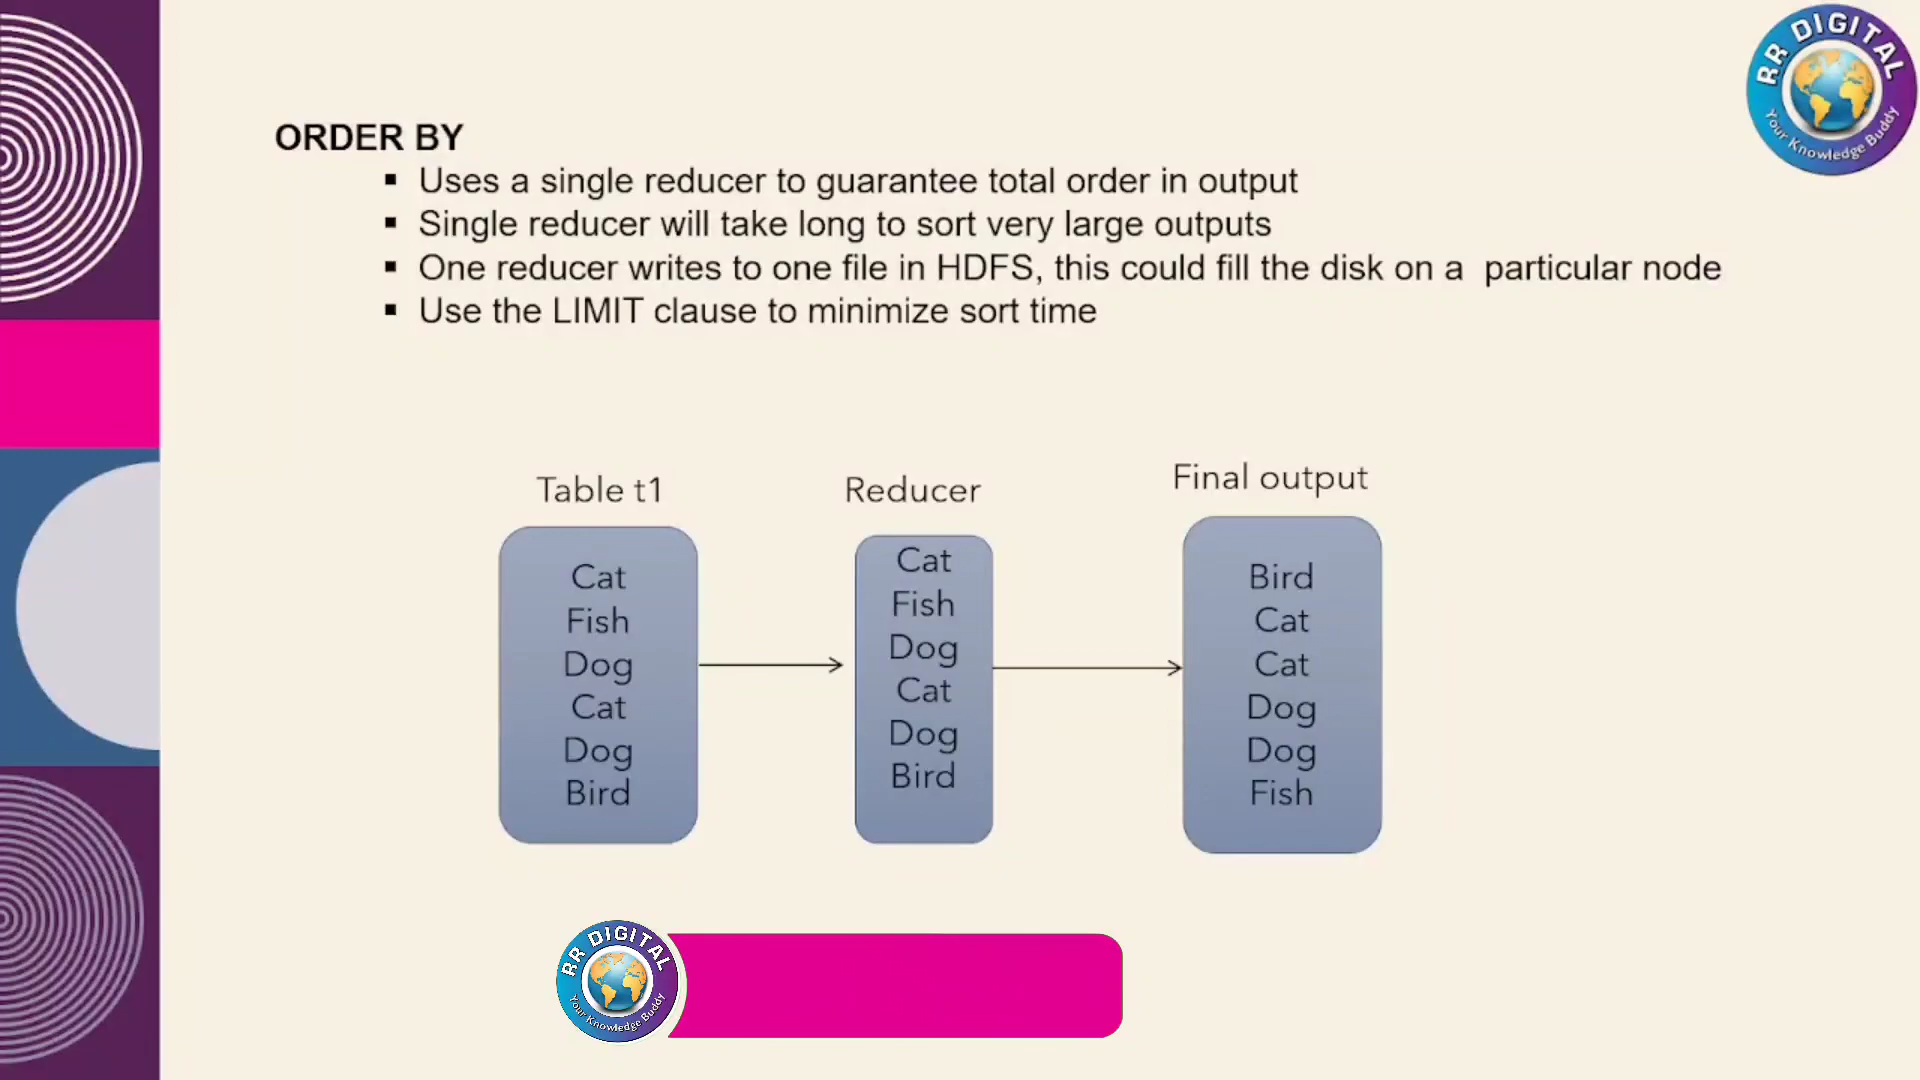 RR DIGITAL
Your Knowledge Buddy
ORDER BY
▪ Uses a single reducer to guarantee total order in output
▪ Single reducer will take long to sort very large outputs
▪ One reducer writes to one file in HDFS, this could fill the disk on a particular node
▪ Use the LIMIT clause to minimize sort time
Table t1
Cat
Fish
Dog
Cat
Dog
Bird
Reducer
Cat
Fish
Dog
Cat
Dog
Bird
Final output
Bird
Cat
Cat
Dog
Dog
Fish
RR DIGITAL
Your Knowledge Buddy